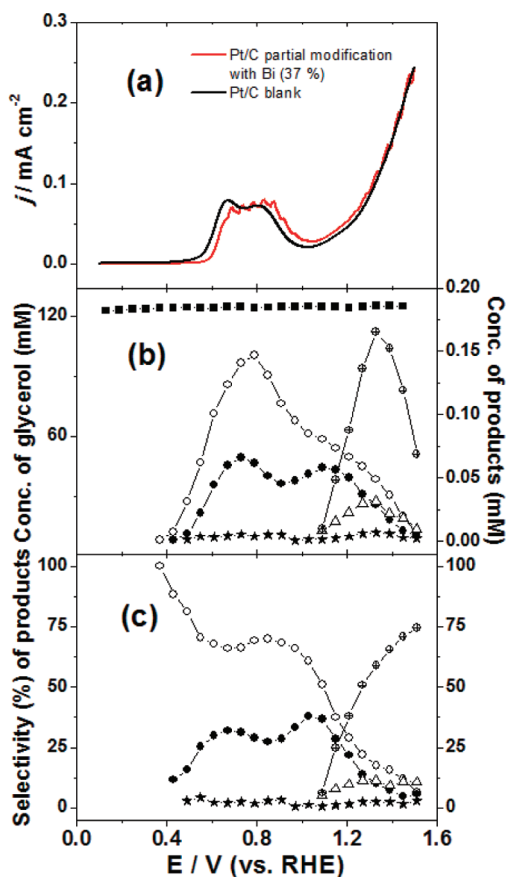 0.3
(a)
Pt/C partial modification
with Bi (37 %)
Pt/C blank
0.2
0.1
0.0
j / mA cm-2
120
60
Conc. of glycerol (mM)
(b)
0.20
0.15
0.10
0.05
0.00
Conc. of products (mM)
100
75
50
25
0
Selectivity (%) of products
(c)
100
75
50
25
0
0.0 0.4 0.8 1.2 1.6
E / V (vs. RHE)